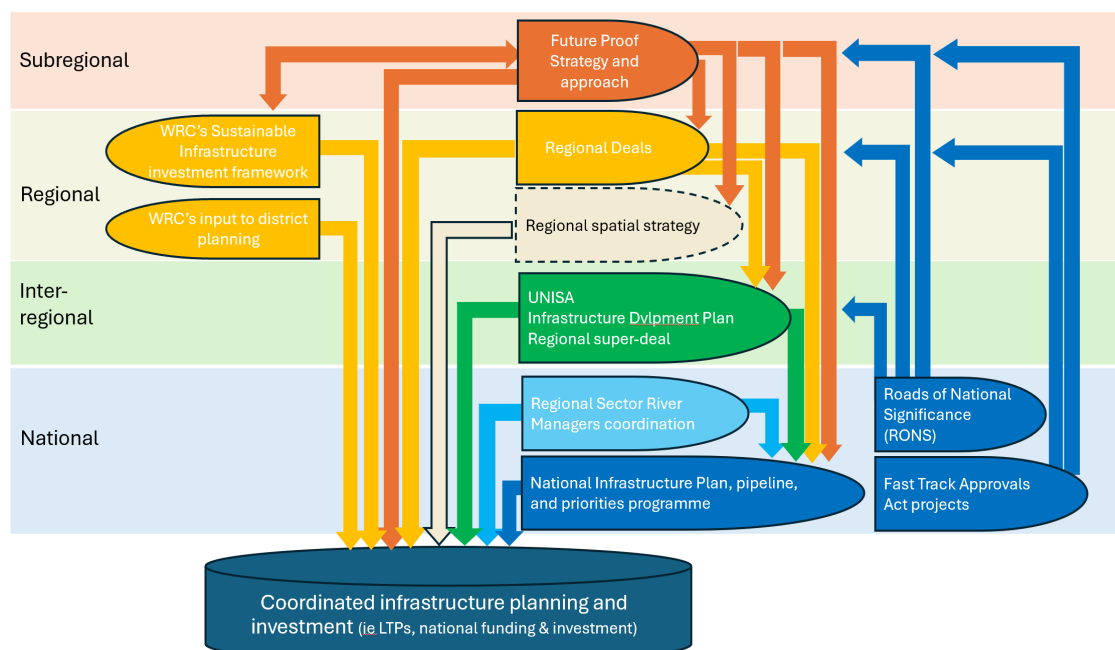 Subregional
Future Proof
Strategy and
approach
Regional
WRC's Sustainable
Infrastructure
investment framework
WRC's input to district
planning
Regional Deals
Regional spatial strategy
Inter-
regional
UNISA
Infrastructure Dvlpment Plan
Regional super-deal
National
Regional Sector River
Managers coordination
National Infrastructure Plan, pipeline,
and priorities programme
Roads of National
Significance
(RONS)
Fast Track Approvals
Act projects
Coordinated infrastructure planning and
investment (ie LTPs, national funding & investment)